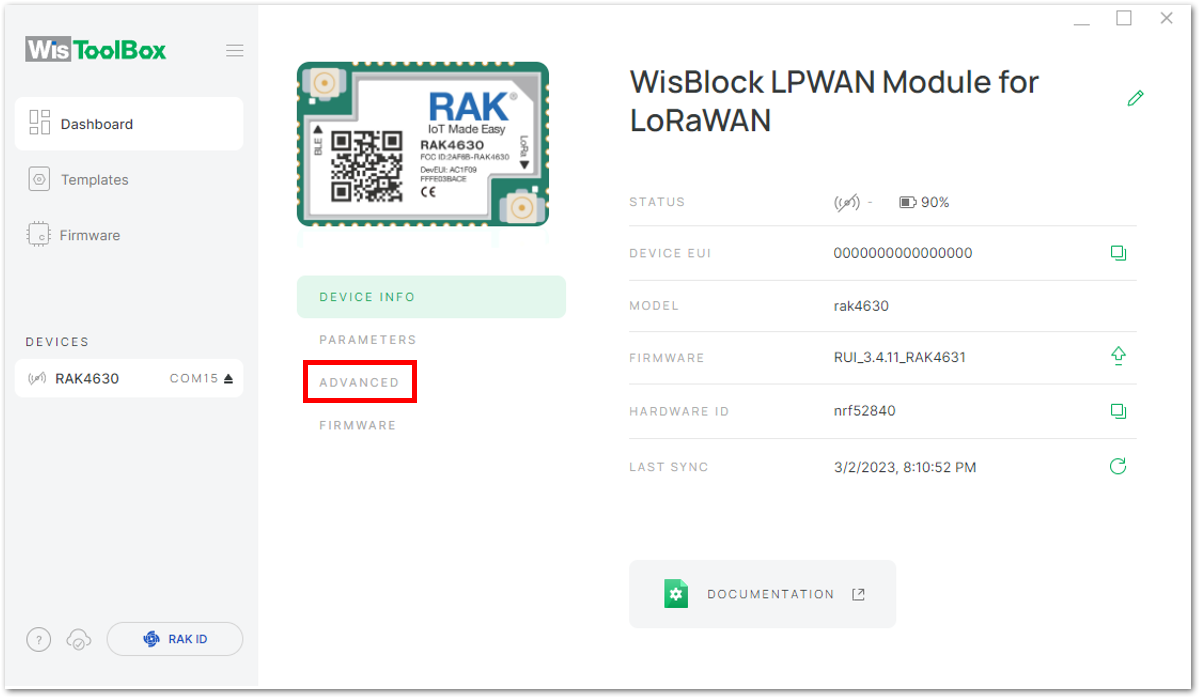 WisToolBox
Dashboard
Templates
Firmware
DEVICES
RAK4630 COM15
?
RAK ID
RAK®
IoT Made Easy
RAK4630
FCC ID:2AF6B-RAK4630
DevEUI: AC1F09
FFFE03BACE
CE
BLE
LoRa
DEVICE INFO
PARAMETERS
ADVANCED
FIRMWARE
WisBlock LPWAN Module for
LoRaWAN
STATUS - 90%
DEVICE EUI 0000000000000000
MODEL rak4630
FIRMWARE RUI_3.4.11_RAK4631
HARDWARE ID nrf52840
LAST SYNC 3/2/2023, 8:10:52 PM
DOCUMENTATION